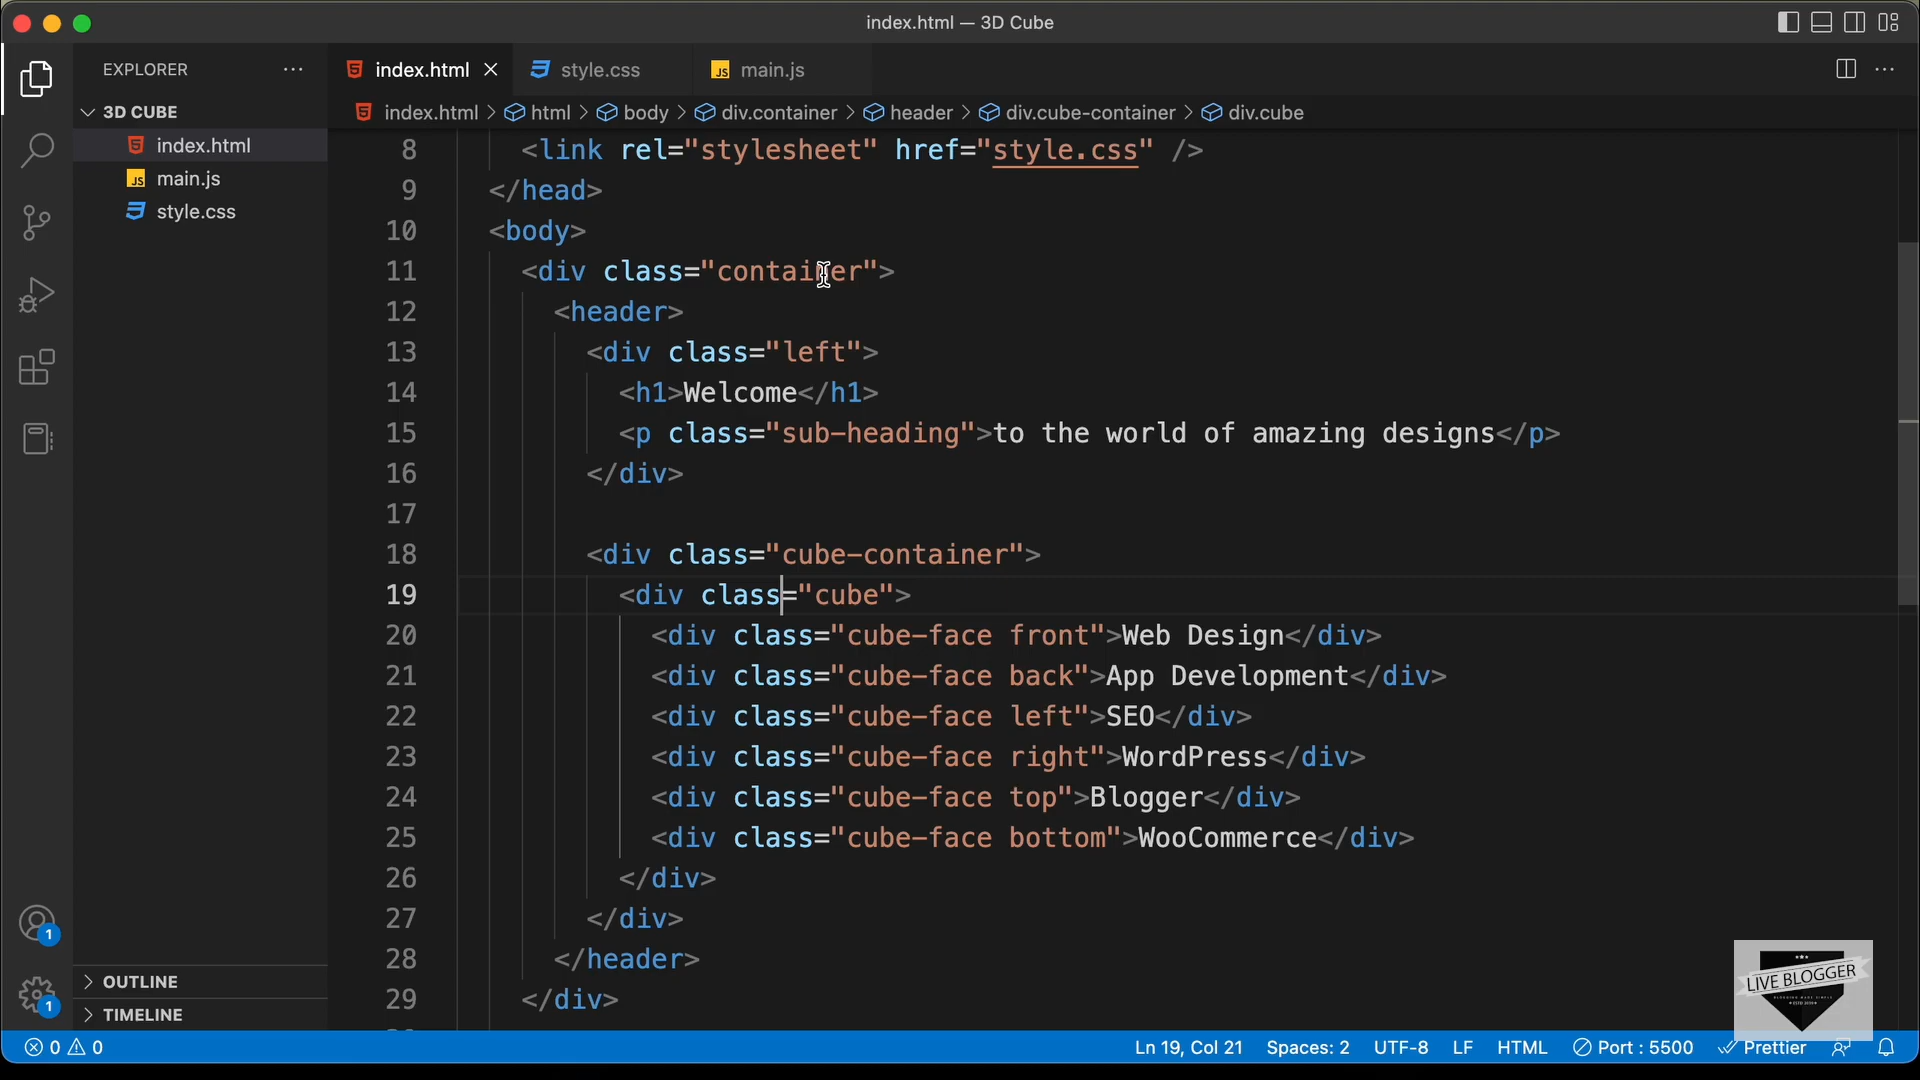 index.html — 3D Cube
EXPLORER
index.html
style.css
JS main.js
3D CUBE
index.html > html > body > div.container > header > div.cube-container > div.cube
index.html
JS main.js
style.css
8 <link rel="stylesheet" href="style.css" />
9 </head>
10 <body>
11 <div class="container">
12 <header>
13 <div class="left">
14 <h1>Welcome</h1>
15 <p class="sub-heading">to the world of amazing designs</p>
16 </div>
17
18 <div class="cube-container">
19 <div class="cube">
20 <div class="cube-face front">Web Design</div>
21 <div class="cube-face back">App Development</div>
22 <div class="cube-face left">SEO</div>
23 <div class="cube-face right">WordPress</div>
24 <div class="cube-face top">Blogger</div>
25 <div class="cube-face bottom">WooCommerce</div>
26 </div>
27 </div>
28 </header>
29 </div>
1
1
OUTLINE
TIMELINE
LIVE BLOGGER
0 0
Ln 19, Col 21 Spaces: 2 UTF-8 LF HTML Port : 5500 Prettier